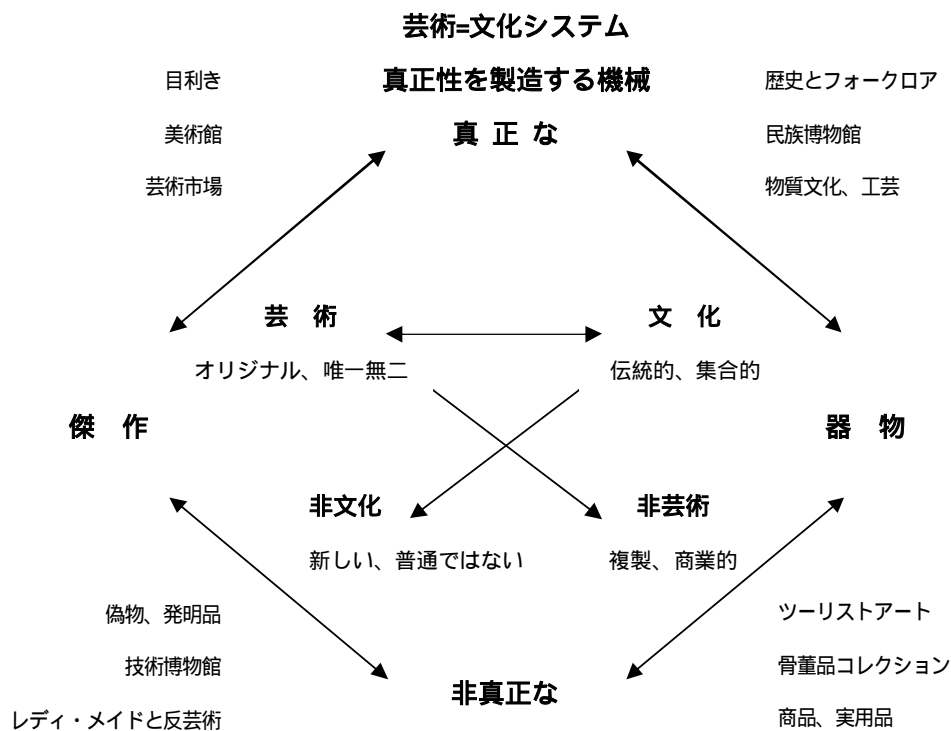 芸術=文化システム
目利き
真正性を製造する機械
歴史とフォークロア
美術館
真 正 な
民族博物館
芸術市場
物質文化、工芸
芸 術
文 化
オリジナル、唯一無二
伝統的、集合的
傑 作
器 物
非文化
非芸術
新しい、普通ではない
複製、商業的
偽物、発明品
ツーリストアート
技術博物館
骨董品コレクション
非真正な
レディ・メイドと反芸術
商品、実用品